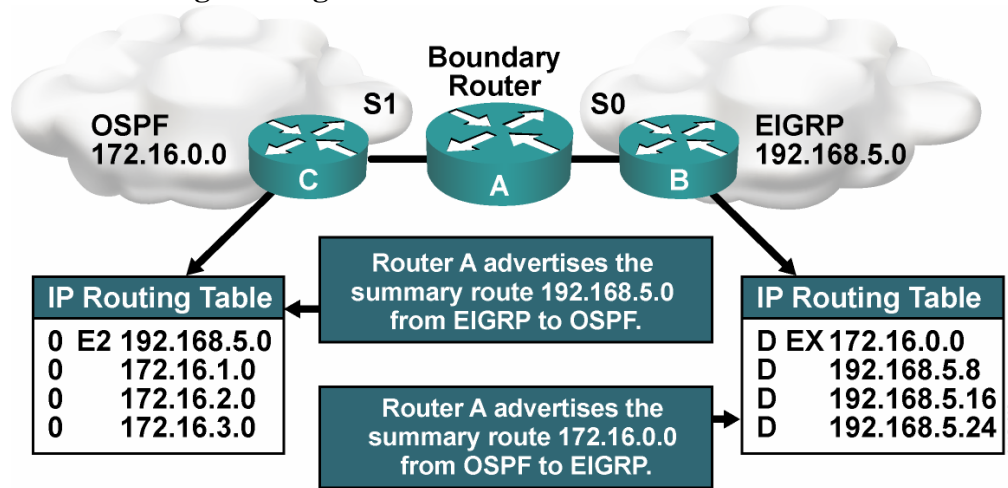 Boundary
Router
S1
S0
OSPF
172.16.0.0
EIGRP
192.168.5.0
C
A
B
Router A advertises the
summary route 192.168.5.0
from EIGRP to OSPF.
IP Routing Table
0 E2 192.168.5.0
0 172.16.1.0
0 172.16.2.0
0 172.16.3.0
IP Routing Table
D EX 172.16.0.0
D 192.168.5.8
D 192.168.5.16
D 192.168.5.24
Router A advertises the
summary route 172.16.0.0
from OSPF to EIGRP.